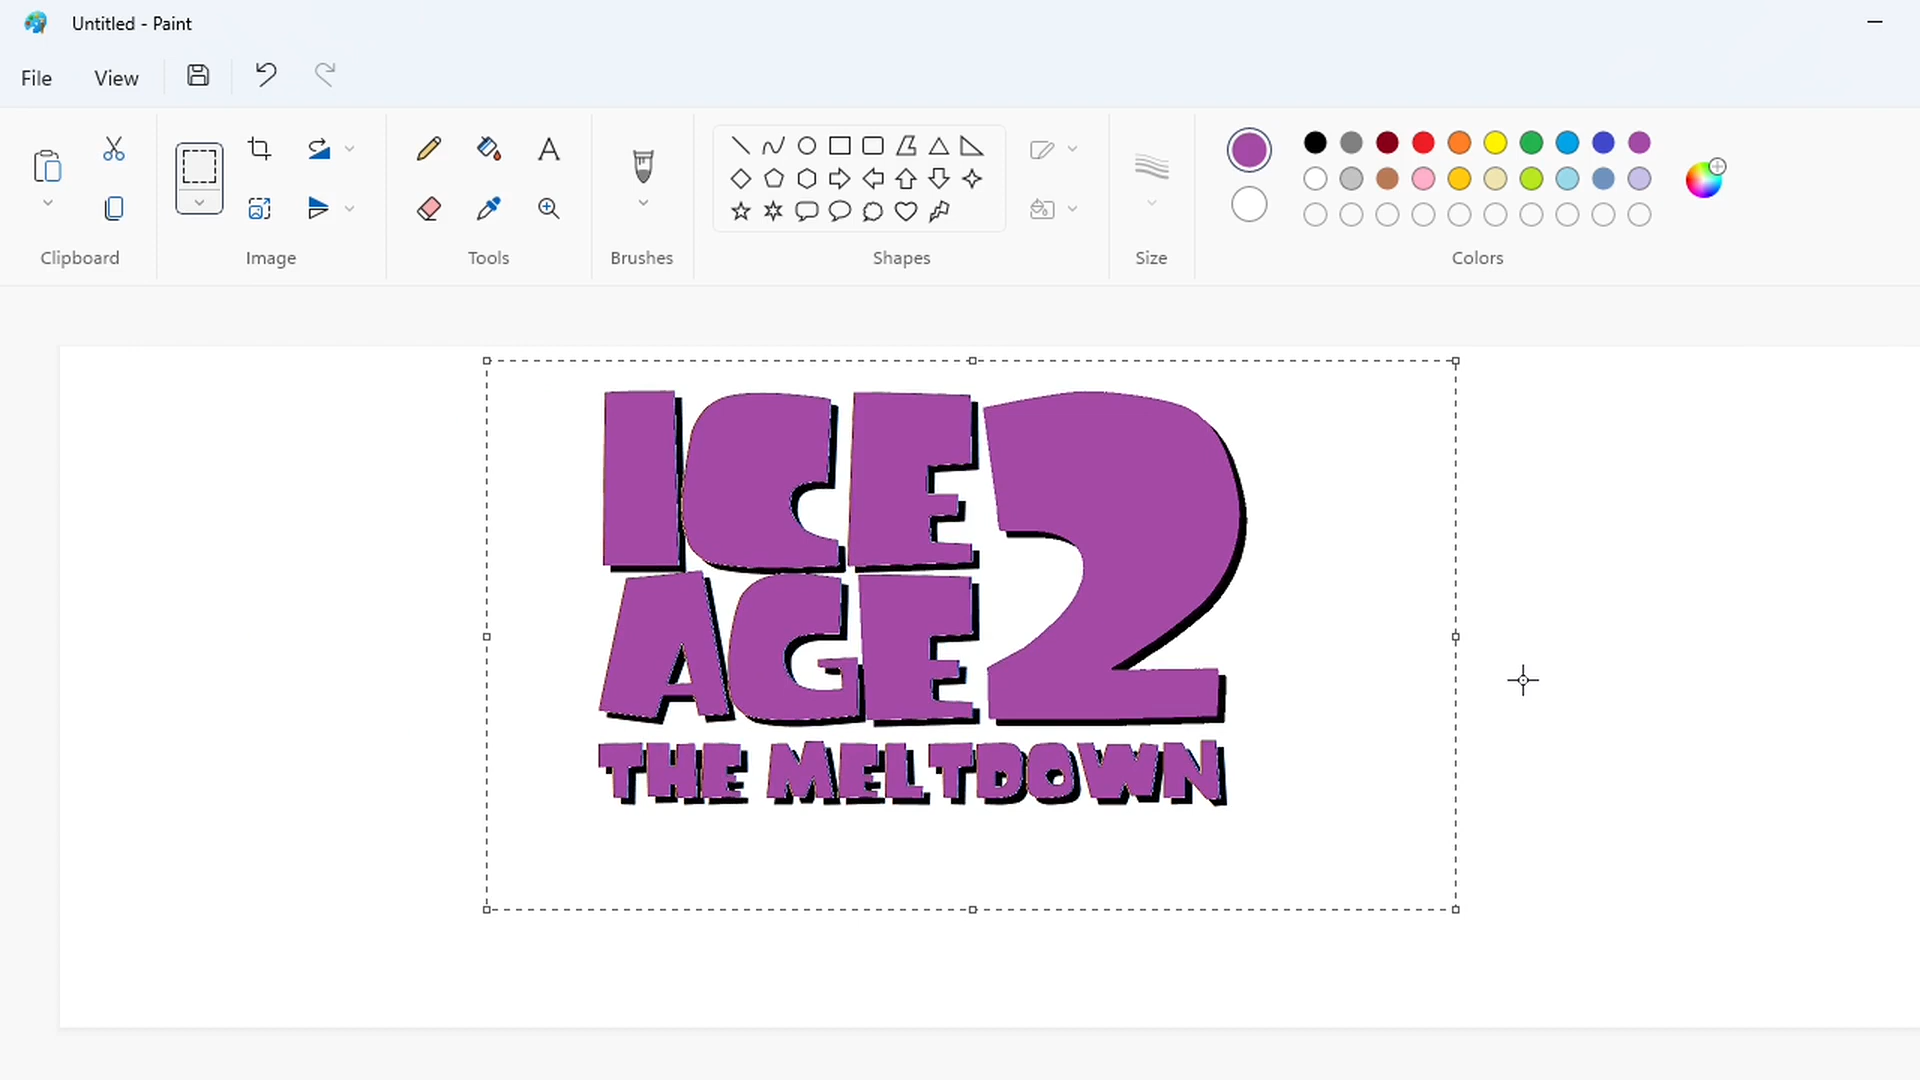 Untitled - Paint
File View
Clipboard Image Tools Brushes Shapes Size Colors
ICE 2
AGE
THE MELTDOWN